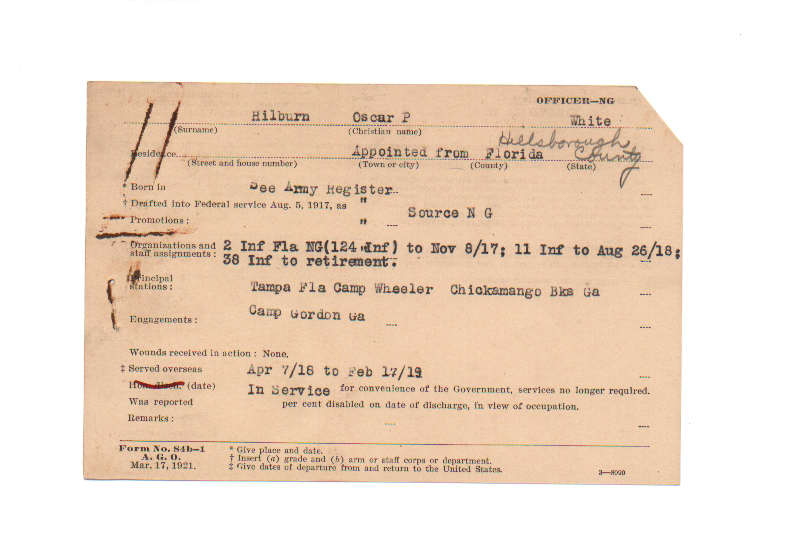 OFFICER—NG
Hilburn Oscar P White
(Surname) (Christian name)
Hillsborough County
Residence Appointed from Florida
(Street and house number) (Town or city) (County) (State)
Born in See Army Register
† Drafted into Federal service Aug. 5, 1917, as "
Source N G
Promotions: "
Organizations and staff assignments: 2 Inf Fla NG(124 Inf) to Nov 8/17; 11 Inf to Aug 26/18;
38 Inf to retirement.
Principal stations: Tampa Fla Camp Wheeler Chickamango Bks Ga
Camp Gordon Ga
Engagements:
Wounds received in action: None.
‡ Served overseas Apr 7/18 to Feb 17/19
Hon. disch. (date) In Service for convenience of the Government, services no longer required.
Was reported per cent disabled on date of discharge, in view of occupation.
Remarks:
Form No. 84b—1
A. G. O.
Mar. 17, 1921.
* Give place and date.
† Insert (a) grade and (b) arm or staff corps or department.
‡ Give dates of departure from and return to the United States.